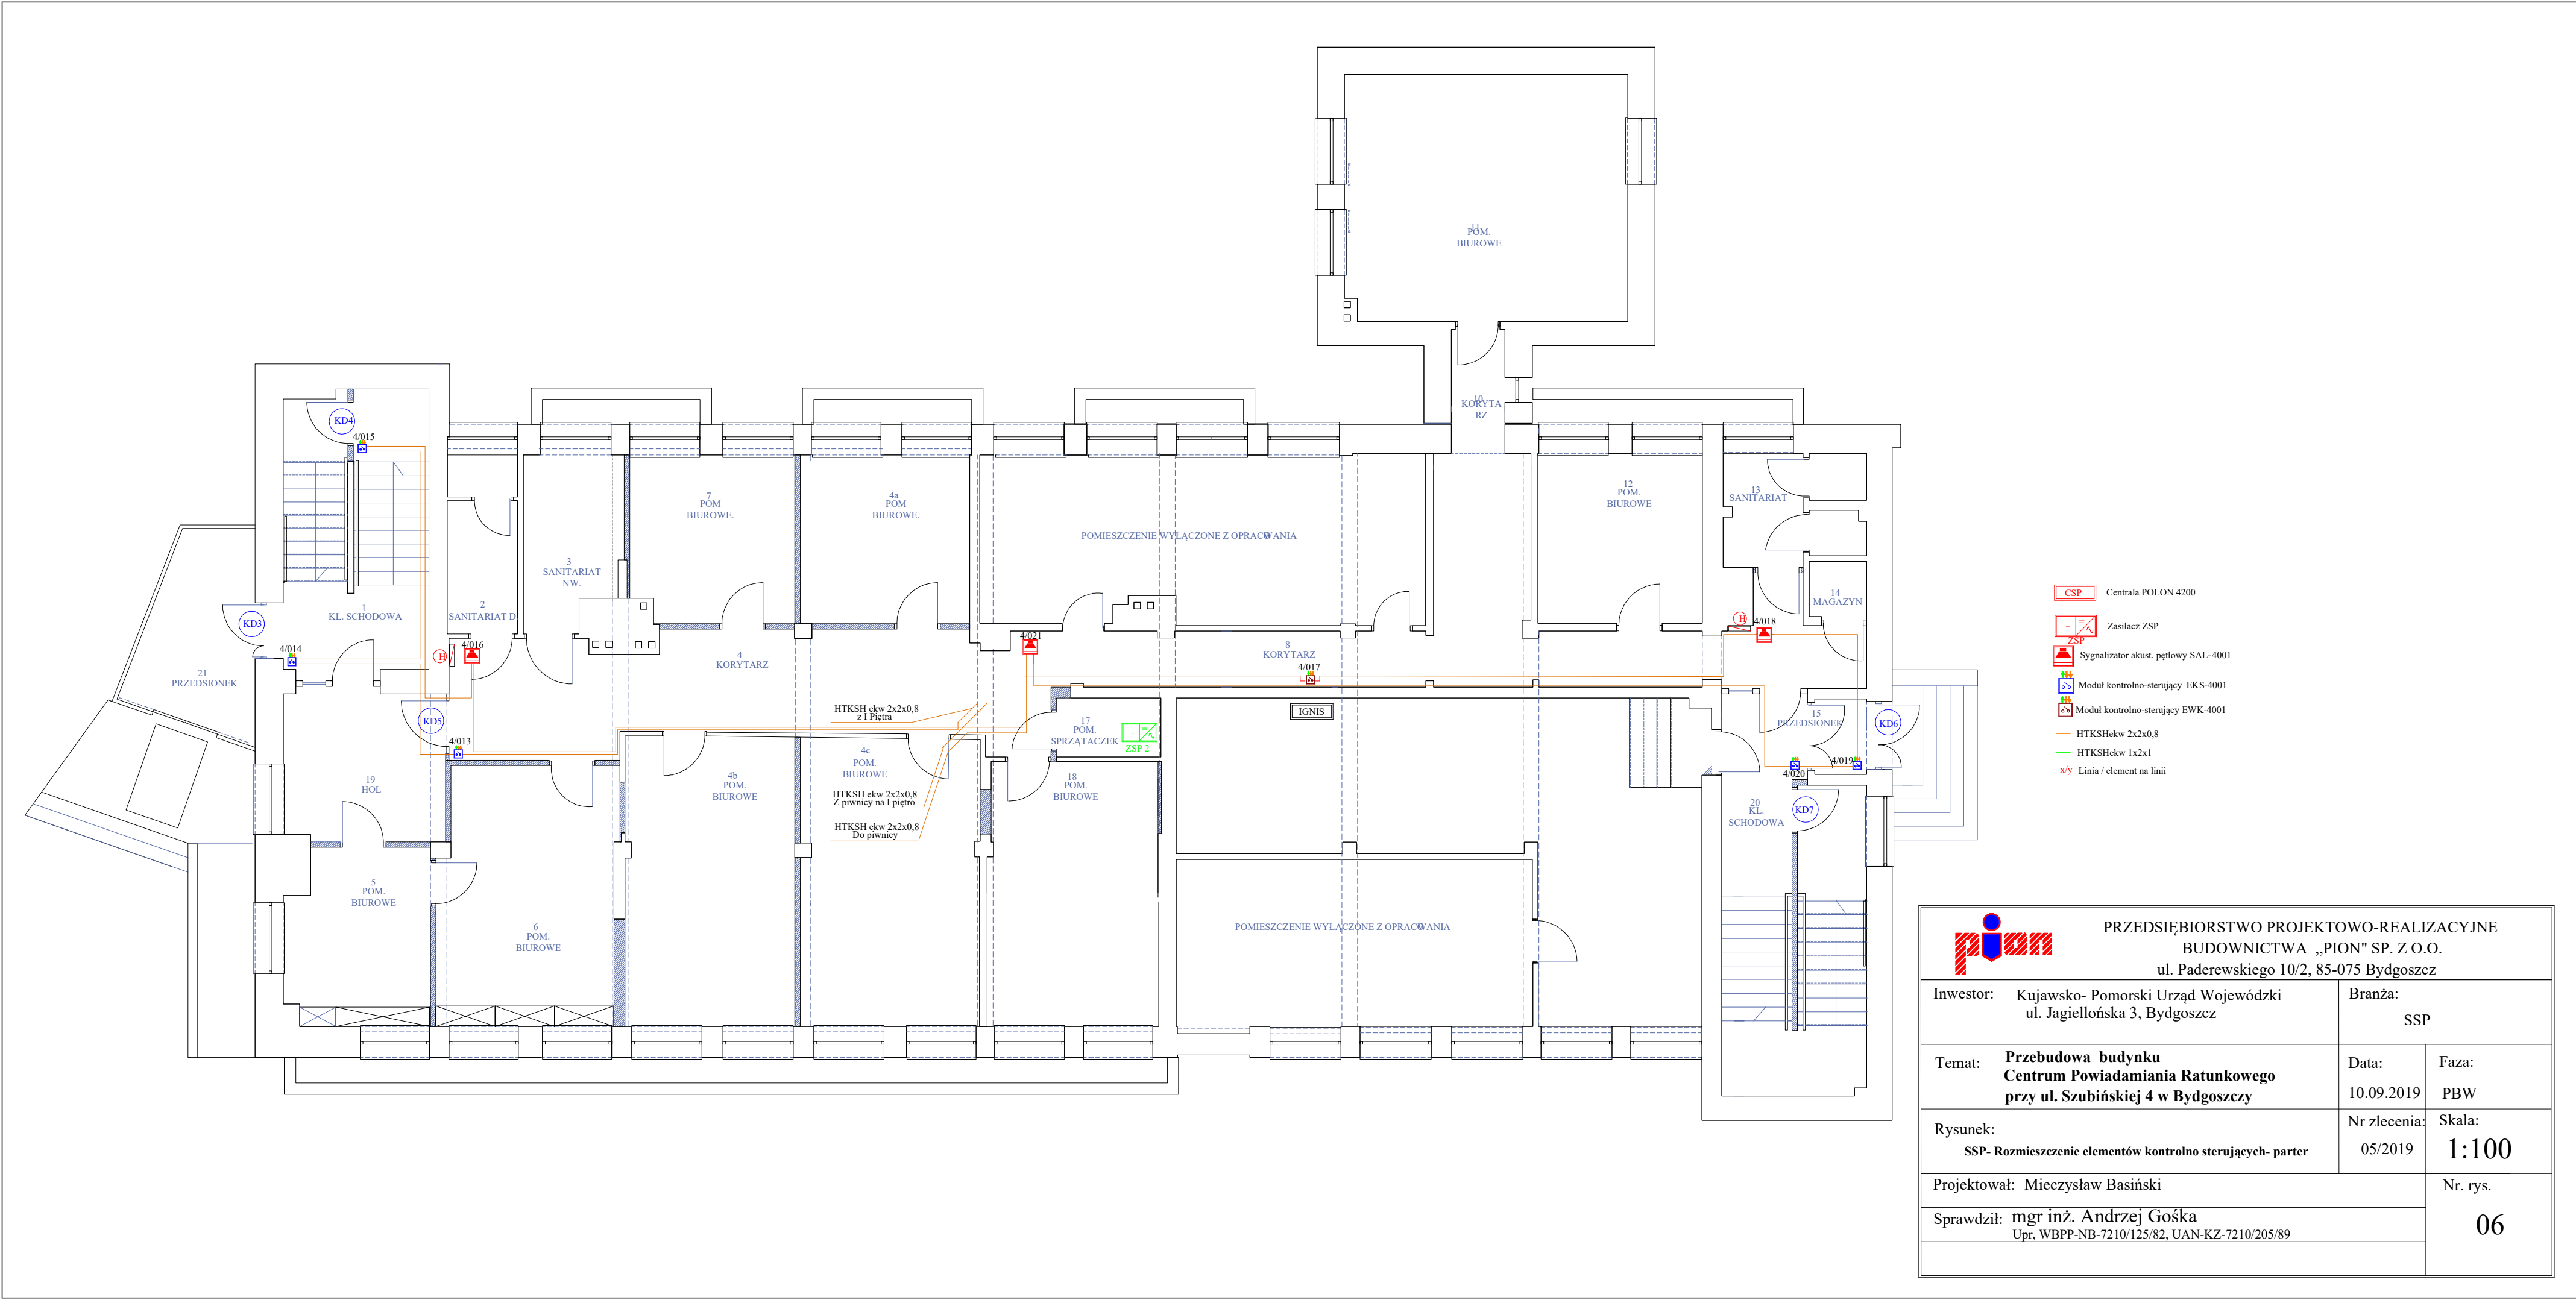 11
POM.
BIUROWE
10
KORYTA
RZ
KD4
4/015
7
POM
BIUROWE.
4a
POM
BIUROWE.
POMIESZCZENIE WYŁĄCZONE Z OPRACOWANIA
12
POM.
BIUROWE
13
SANITARIAT
3
SANITARIAT
NW.
1
KL. SCHODOWA
2
SANITARIAT D.
14
MAGAZYN
KD3
4/014
H
4/016
4/021
H
4/018
4
KORYTARZ
8
KORYTARZ
4/017
21
PRZEDSIONEK
KD5
4/013
HTKSH ekw 2x2x0,8
z I Piętra
17
POM.
SPRZĄTACZEK
ZSP 2
IGNIS
15
PRZEDSIONEK
KD6
4/019
4/020
19
HOL
4b
POM.
BIUROWE
4c
POM.
BIUROWE
HTKSH ekw 2x2x0,8
Z piwnicy na I piętro
HTKSH ekw 2x2x0,8
Do piwnicy
18
POM.
BIUROWE
20
KL.
SCHODOWA
KD7
5
POM.
BIUROWE
6
POM.
BIUROWE
POMIESZCZENIE WYŁĄCZONE Z OPRACOWANIA
CSP Centrala POLON 4200
Zasilacz ZSP
ZSP
Sygnalizator akust. pętlowy SAL-4001
Moduł kontrolno-sterujący EKS-4001
Moduł kontrolno-sterujący EWK-4001
HTKSHekw 2x2x0,8
HTKSHekw 1x2x1
x/y Linia / element na linii
pion
PRZEDSIĘBIORSTWO PROJEKTOWO-REALIZACYJNE
BUDOWNICTWA ,,PION" SP. Z O.O.
ul. Paderewskiego 10/2, 85-075 Bydgoszcz
Inwestor: Kujawsko- Pomorski Urząd Wojewódzki
ul. Jagiellońska 3, Bydgoszcz
Branża:
SSP
Temat: Przebudowa budynku
Centrum Powiadamiania Ratunkowego
przy ul. Szubińskiej 4 w Bydgoszczy
Data:
10.09.2019
Faza:
PBW
Rysunek:
SSP- Rozmieszczenie elementów kontrolno sterujących- parter
Nr zlecenia:
05/2019
Skala:
1:100
Projektował: Mieczysław Basiński
Nr. rys.
06
Sprawdził: mgr inż. Andrzej Gośka
Upr, WBPP-NB-7210/125/82, UAN-KZ-7210/205/89